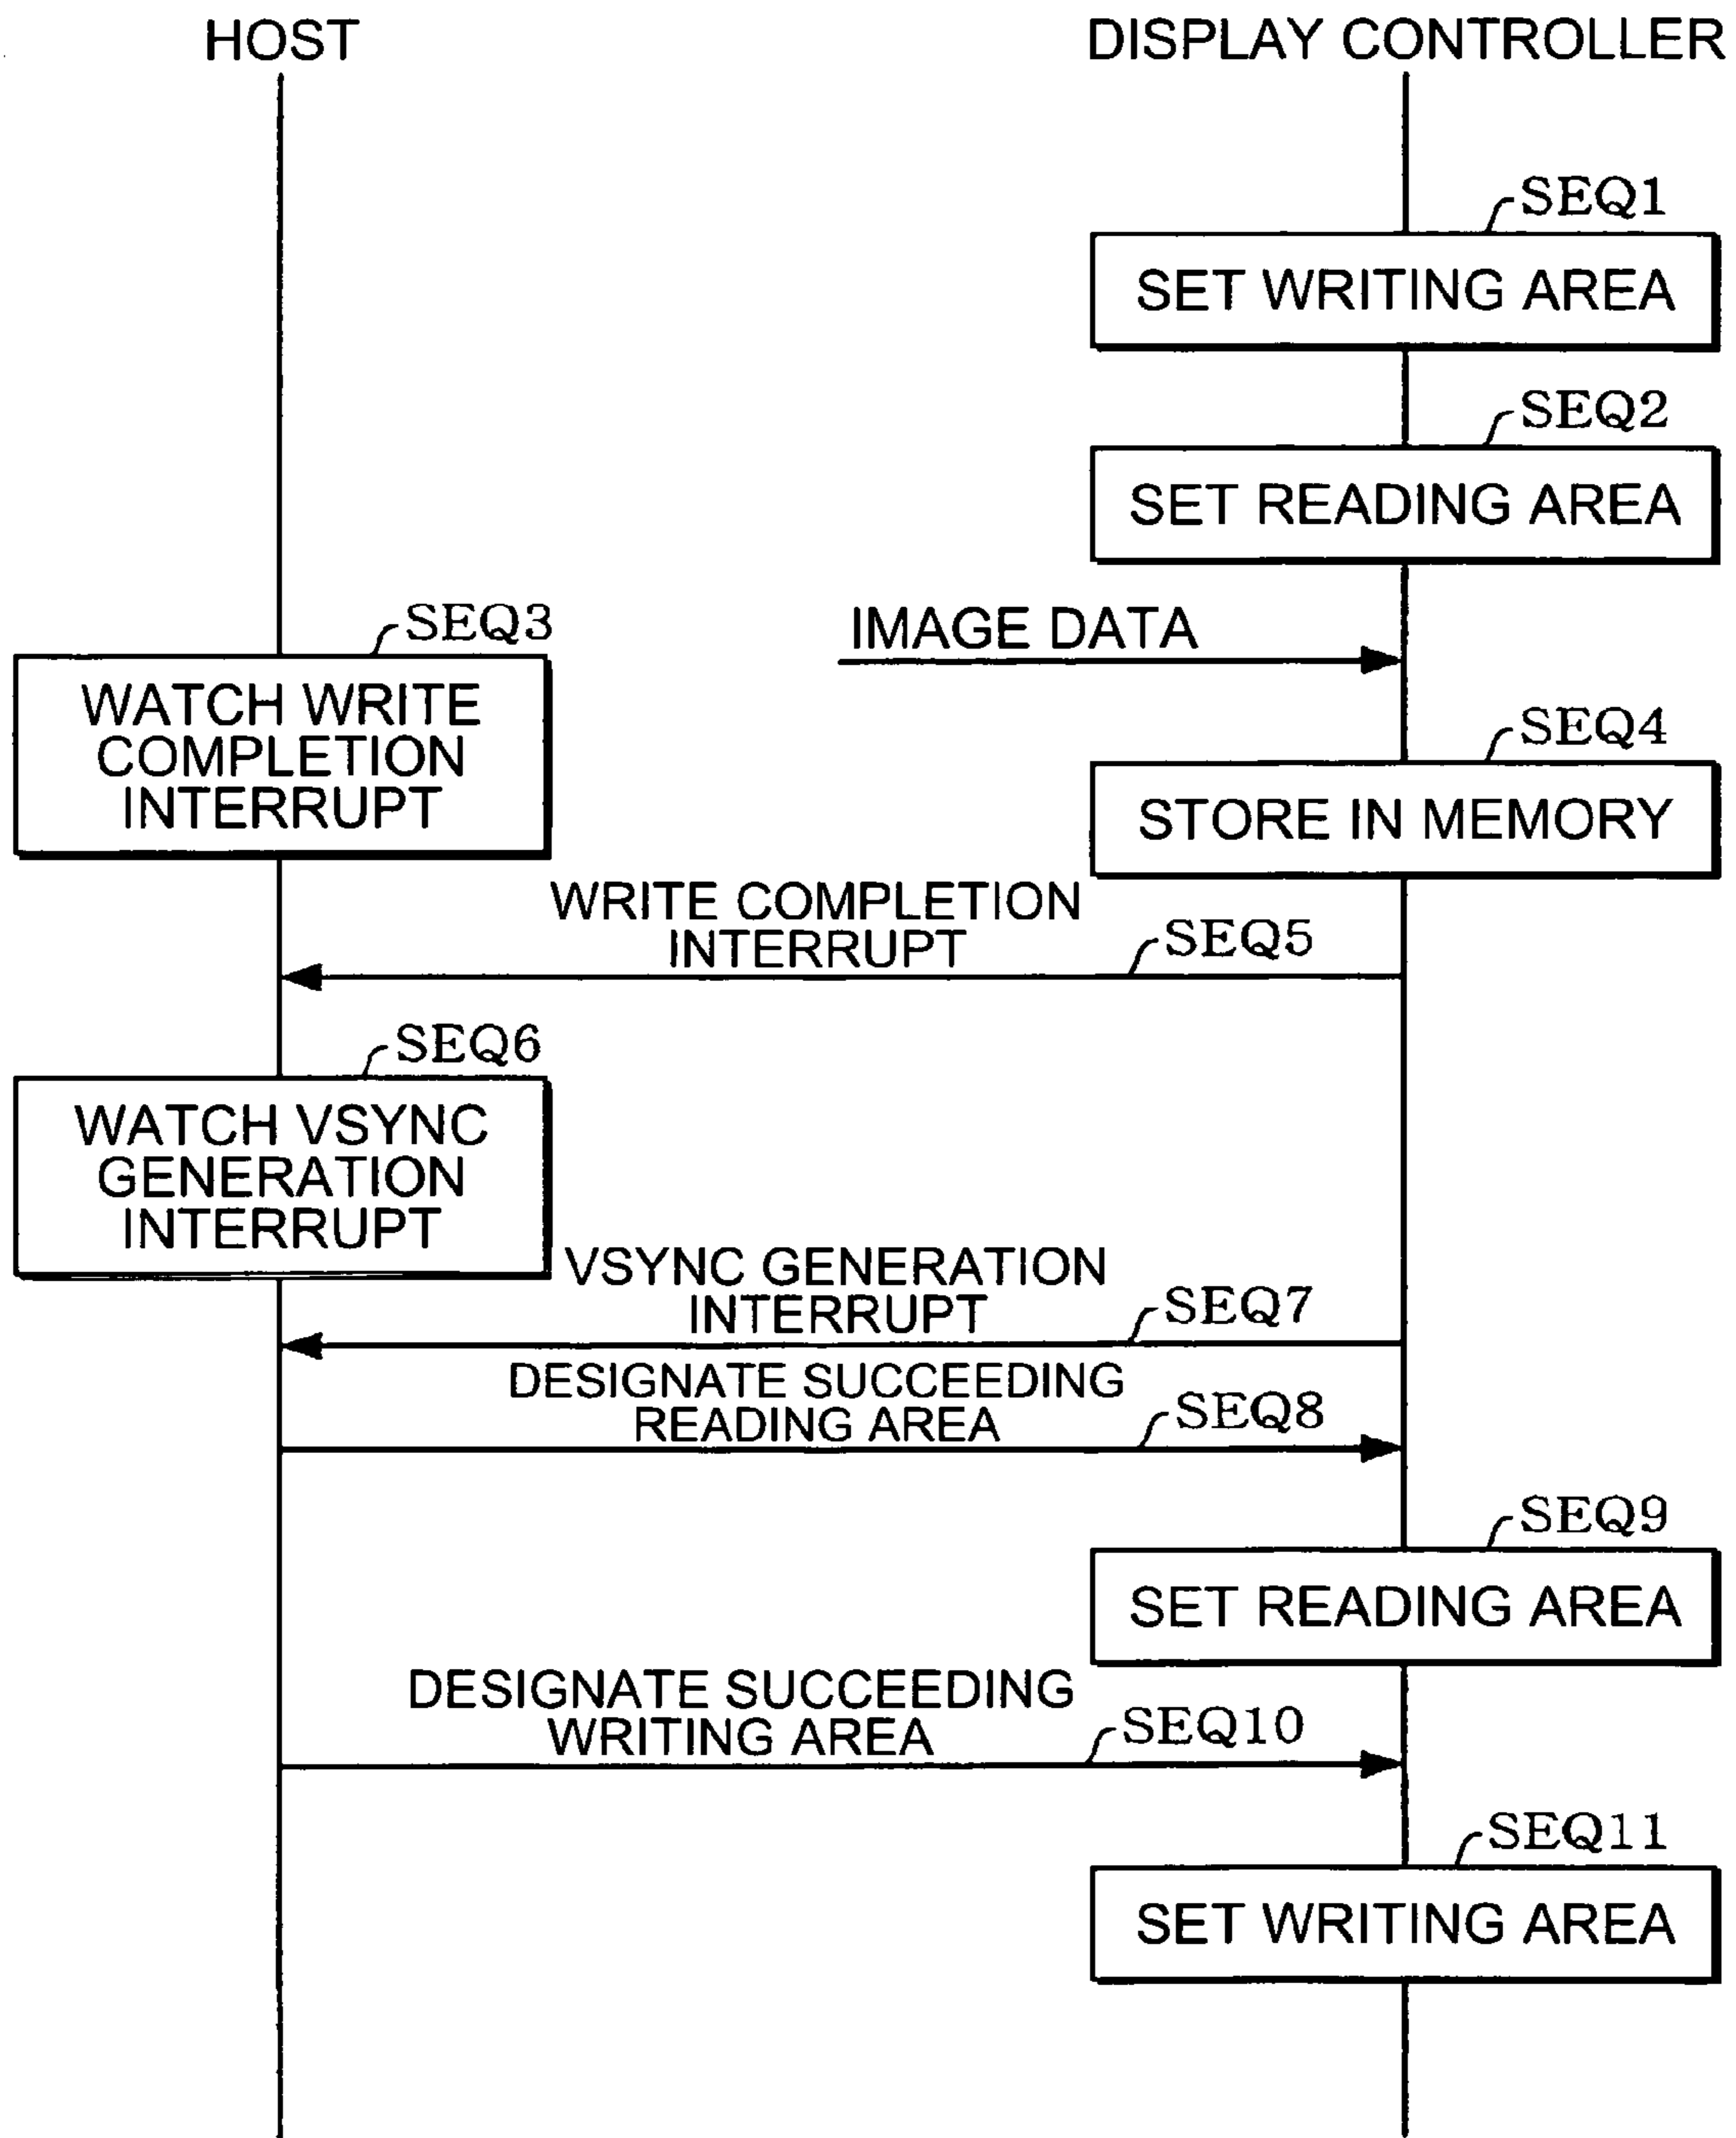 HOST
DISPLAY CONTROLLER
SEQ1
SET WRITING AREA
SEQ2
SET READING AREA
SEQ3
IMAGE DATA
WATCH WRITE
COMPLETION
INTERRUPT
SEQ4
STORE IN MEMORY
WRITE COMPLETION
INTERRUPT
SEQ5
SEQ6
WATCH VSYNC
GENERATION
INTERRUPT
VSYNC GENERATION
INTERRUPT
SEQ7
DESIGNATE SUCCEEDING
READING AREA
SEQ8
SEQ9
SET READING AREA
DESIGNATE SUCCEEDING
WRITING AREA
SEQ10
SEQ11
SET WRITING AREA